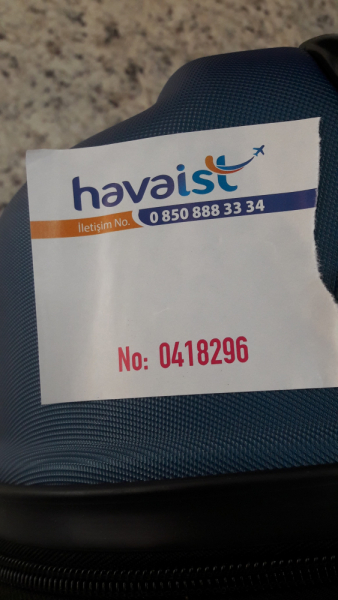 havaist
İletişim No. 0 850 888 33 34
No: 0418296